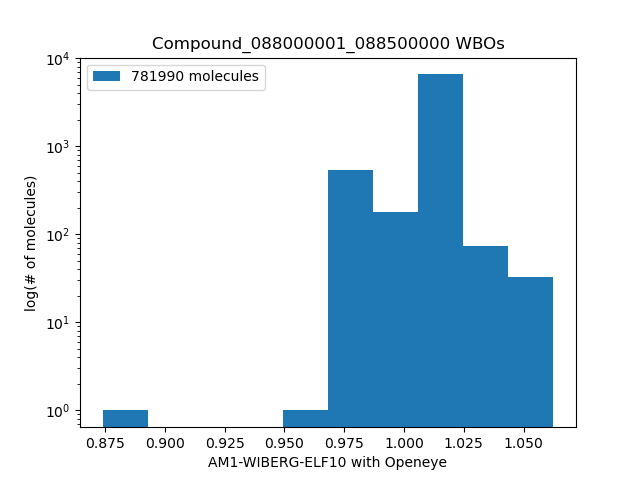 Compound_088000001_088500000 WBOs
781990 molecules
log(# of molecules)
10^4
10^3
10^2
10^1
10^0
0.875 0.900 0.925 0.950 0.975 1.000 1.025 1.050
AM1-WIBERG-ELF10 with Openeye